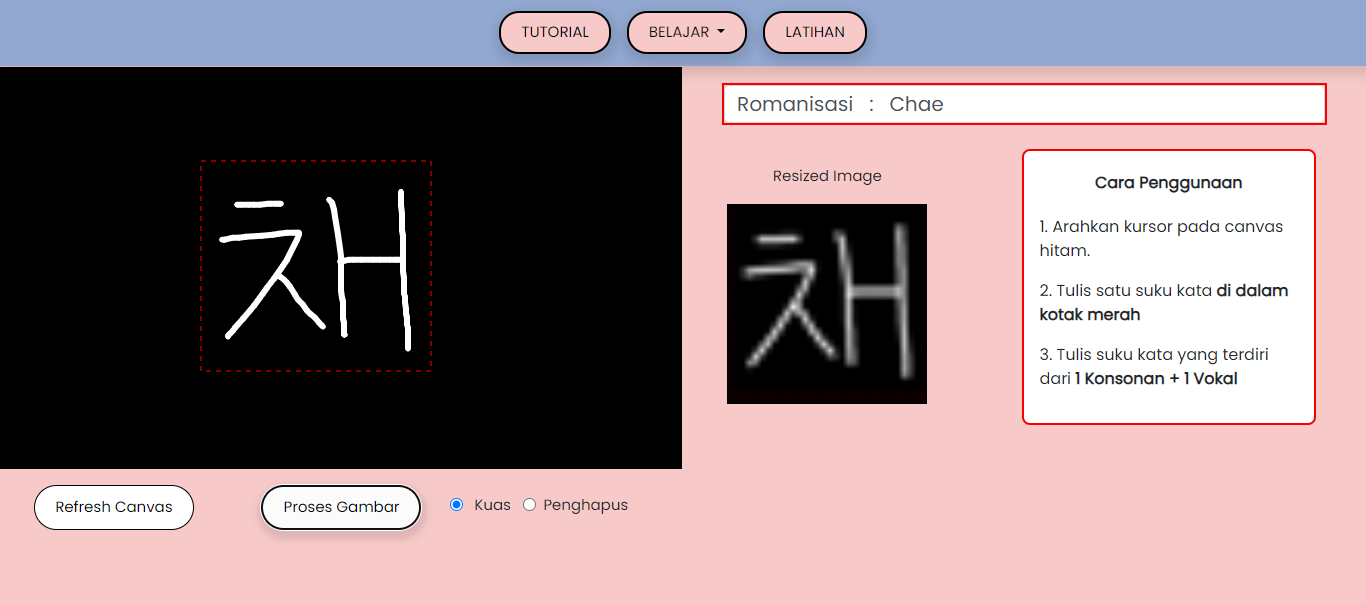 TUTORIAL
BELAJAR
LATIHAN
채
Romanisasi : Chae
Resized Image
채
Cara Penggunaan
1. Arahkan kursor pada canvas
hitam.
2. Tulis satu suku kata di dalam
kotak merah
3. Tulis suku kata yang terdiri
dari 1 Konsonan + 1 Vokal
Refresh Canvas
Proses Gambar
Kuas
Penghapus